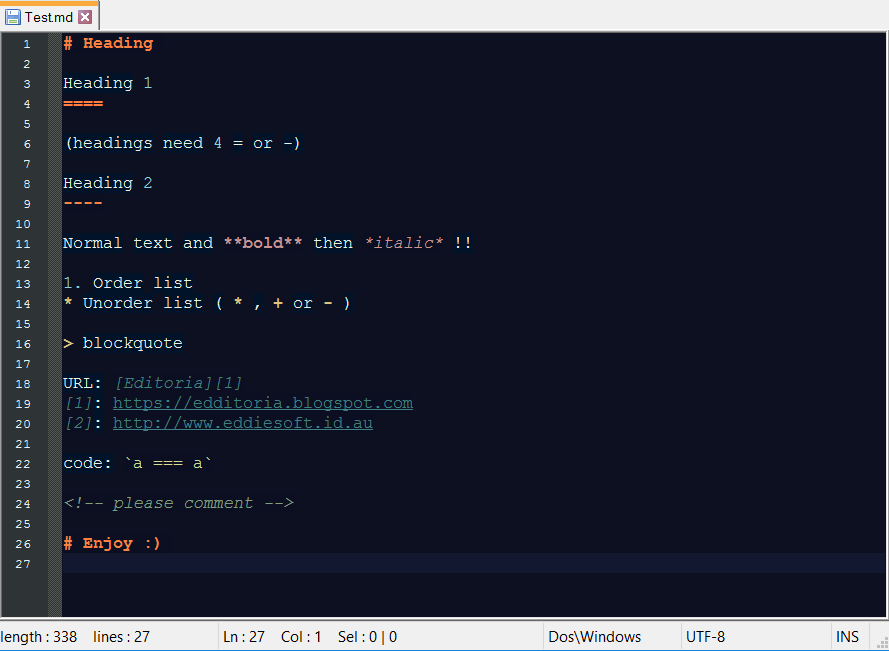 Test.md
1 # Heading
2
3 Heading 1
4 ====
5
6 (headings need 4 = or -)
7
8 Heading 2
9 ----
10
11 Normal text and **bold** then *italic* !!
12
13 1. Order list
14 * Unorder list ( * , + or - )
15
16 > blockquote
17
18 URL: [Editoria][1]
19 [1]: https://edditoria.blogspot.com
20 [2]: http://www.eddiesoft.id.au
21
22 code: `a === a`
23
24 <!-- please comment -->
25
26 # Enjoy :)
27
length : 338 lines : 27 Ln : 27 Col : 1 Sel : 0 | 0 Dos\Windows UTF-8 INS